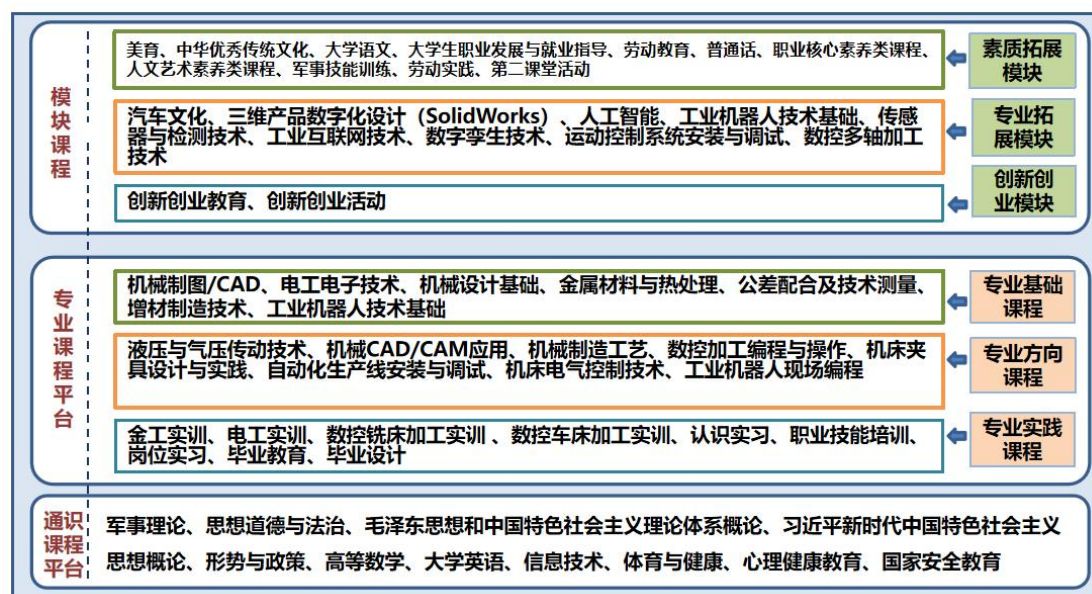 模块课程
美育、中华优秀传统文化、大学语文、大学生职业发展与就业指导、劳动教育、普通话、职业核心素养类课程、
人文艺术素养类课程、军事技能训练、劳动实践、第二课堂活动
素质拓展
模块
汽车文化、三维产品数字化设计（SolidWorks）、人工智能、工业机器人技术基础、传感
器与检测技术、工业互联网技术、数字孪生技术、运动控制系统安装与调试、数控多轴加工
技术
专业拓
展模块
创新创业教育、创新创业活动
创新创
业模块
专业课程平台
机械制图/CAD、电工电子技术、机械设计基础、金属材料与热处理、公差配合及技术测量、
增材制造技术、工业机器人技术基础
专业基础
课程
液压与气压传动技术、机械CAD/CAM应用、机械制造工艺、数控加工编程与操作、机床夹
具设计与实践、自动化生产线安装与调试、机床电气控制技术、工业机器人现场编程
专业方向
课程
金工实训、电工实训、数控铣床加工实训 、数控车床加工实训、认识实习、职业技能培训、
岗位实习、毕业教育、毕业设计
专业实践
课程
通识
课程
平台
军事理论、思想道德与法治、毛泽东思想和中国特色社会主义理论体系概论、习近平新时代中国特色社会主义
思想概论、形势与政策、高等数学、大学英语、信息技术、体育与健康、心理健康教育、国家安全教育